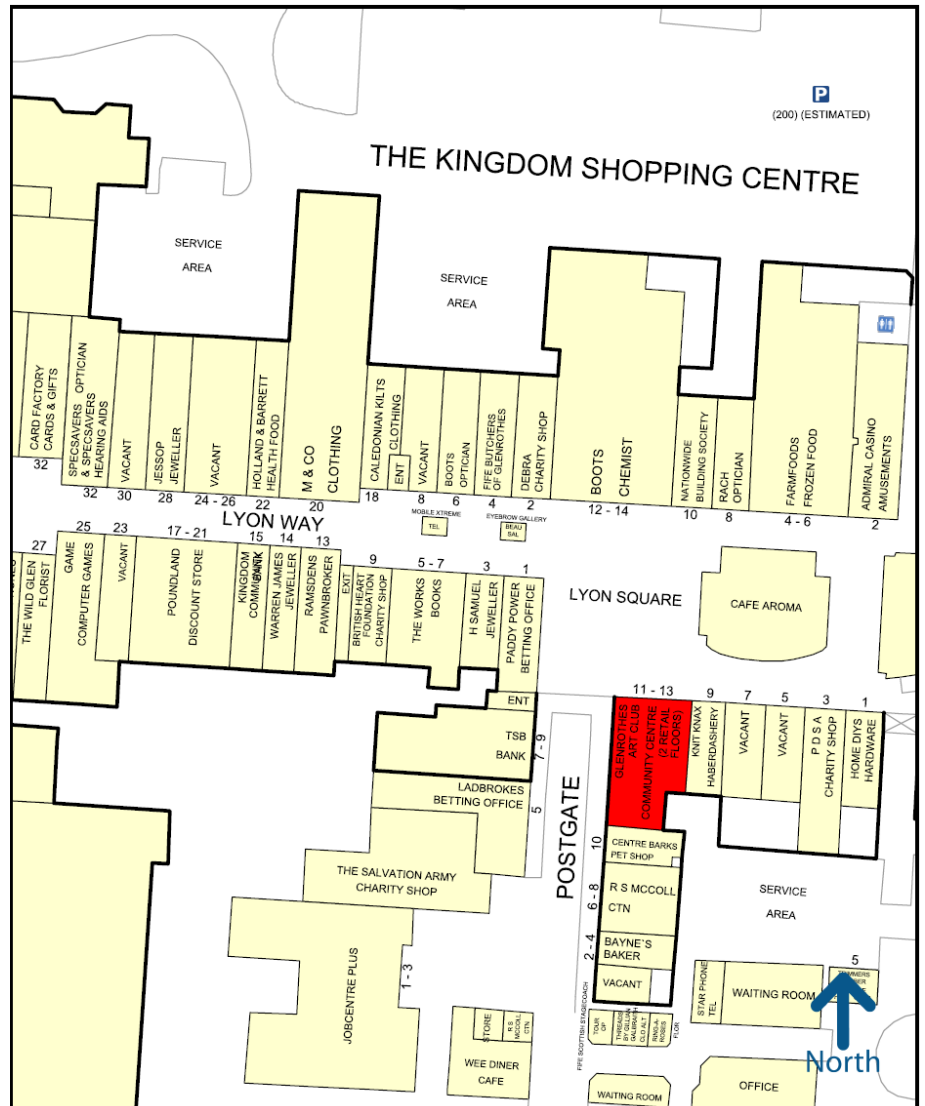 P
(200) (ESTIMATED)
THE KINGDOM SHOPPING CENTRE
SERVICE
AREA
SERVICE
AREA
CARD FACTORY
CARDS & GIFTS
32
SPECSAVERS OPTICIAN
& SPECSAVERS
HEARING AIDS
32
VACANT
30
JESSOP
JEWELLER
28
VACANT
24 - 26
HOLLAND & BARRETT
HEALTH FOOD
22
M & CO
CLOTHING
20
CALEDONIAN KILTS
CLOTHING
18
ENT
VACANT
8
BOOTS
OPTICIAN
6
FIFE BUTCHERS
OF GLENROTHES
4
DEBRA
CHARITY SHOP
2
BOOTS
CHEMIST
12 - 14
NATIONWIDE
BUILDING SOCIETY
10
RACH
OPTICIAN
8
FARMFOODS
FROZEN FOOD
4 - 6
ADMIRAL CASINO
AMUSEMENTS
2
LYON WAY
MOBILE XTREME
TEL
EYEBROW GALLERY
BEAU
SAL
27
THE WILD GLEN
FLORIST
25
GAME
COMPUTER GAMES
23
VACANT
17 - 21
POUNDLAND
DISCOUNT STORE
15
KINGDOM
14
WARREN JAMES
JEWELLER
13
RAMSDENS
PAWNBROKER
EXIT
9
BRITISH HEART
FOUNDATION
CHARITY SHOP
5 - 7
THE WORKS
BOOKS
3
H SAMUEL
JEWELLER
1
PADDY POWER
BETTING OFFICE
LYON SQUARE
CAFE AROMA
ENT
TSB
BANK
7 - 9
LADBROKES
BETTING OFFICE
5
THE SALVATION ARMY
CHARITY SHOP
JOBCENTRE PLUS
1 - 3
POSTGATE
11 - 13
GLENROTHES
ART CLUB
COMMUNITY CENTRE
(2 RETAIL
FLOORS)
9
KNIT KNAX
HABERDASHERY
7
VACANT
5
VACANT
3
P D S A
CHARITY SHOP
1
HOME DIYS
HARDWARE
10
CENTRE BARKS
PET SHOP
6 - 8
R S MCCOLL
CTN
2 - 4
BAYNE`S
BAKER
VACANT
SERVICE
AREA
STAR PHONE
TEL
WAITING ROOM
5
FIFE SCOTTISH STAGECOACH
TOUR
OP
THREADS
BY GILLIAN
GALBRAITH
CLO ALT
RING-A-
ROSES
FLOR
STORE
R S
MCCOLL
CTN
WEE DINER
CAFE
WAITING ROOM
OFFICE
North